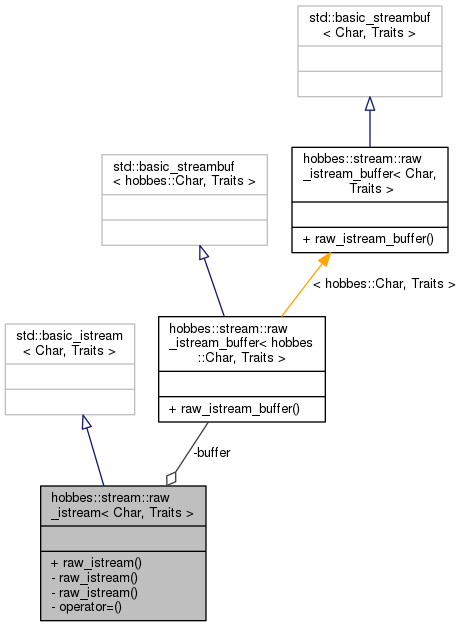 std::basic_streambuf
< Char, Traits >
hobbes::stream::raw
_istream_buffer< Char,
Traits >
+ raw_istream_buffer()
std::basic_streambuf
< hobbes::Char, Traits >
< hobbes::Char, Traits >
hobbes::stream::raw
_istream_buffer< hobbes
::Char, Traits >
+ raw_istream_buffer()
std::basic_istream
< Char, Traits >
-buffer
hobbes::stream::raw
_istream< Char, Traits >
+ raw_istream()
- raw_istream()
- raw_istream()
- operator=()